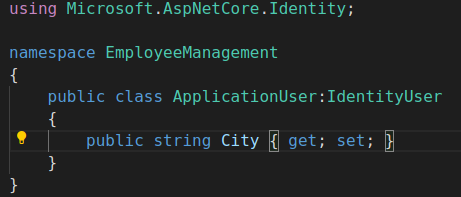 using Microsoft.AspNetCore.Identity;
namespace EmployeeManagement
{
    public class ApplicationUser:IdentityUser
    {
        public string City { get; set; }
    }
}